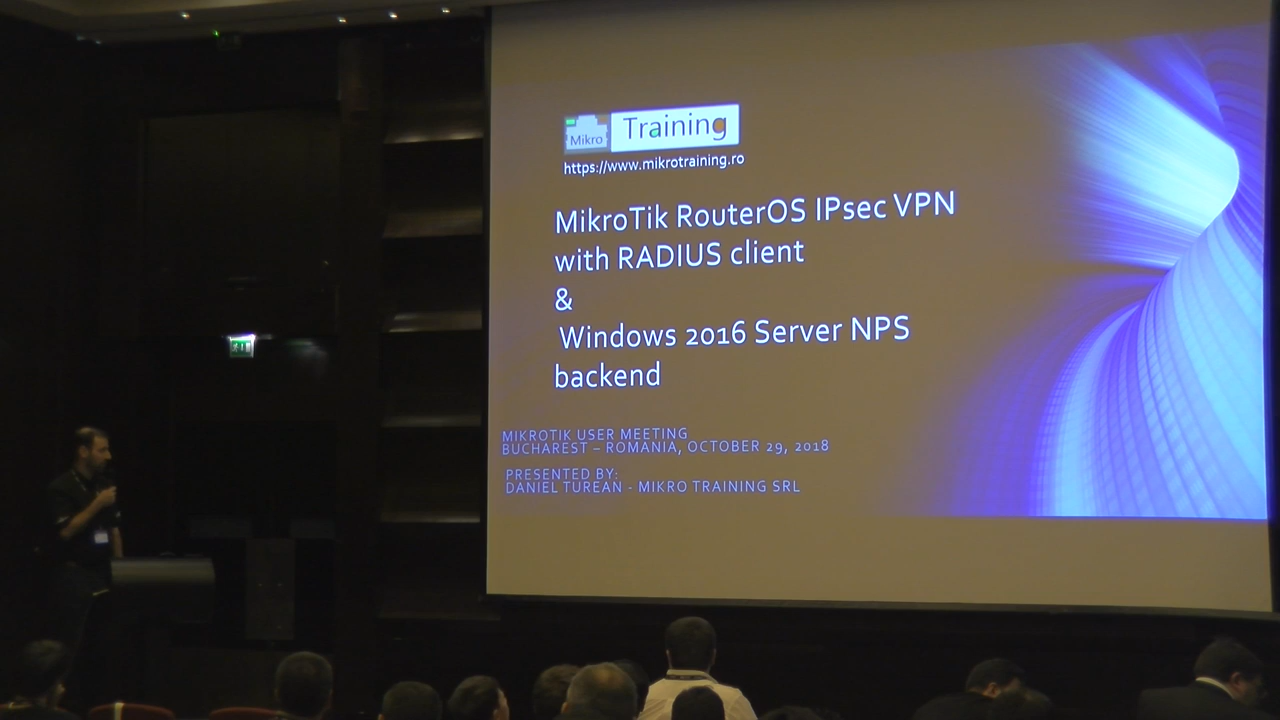 Mikro Training
https://www.mikrotraining.ro
MikroTik RouterOS IPsec VPN
with RADIUS client
&
Windows 2016 Server NPS
backend
MIKROTIK USER MEETING
BUCHAREST – ROMANIA, OCTOBER 29, 2018
PRESENTED BY:
DANIEL TUREAN - MIKRO TRAINING SRL